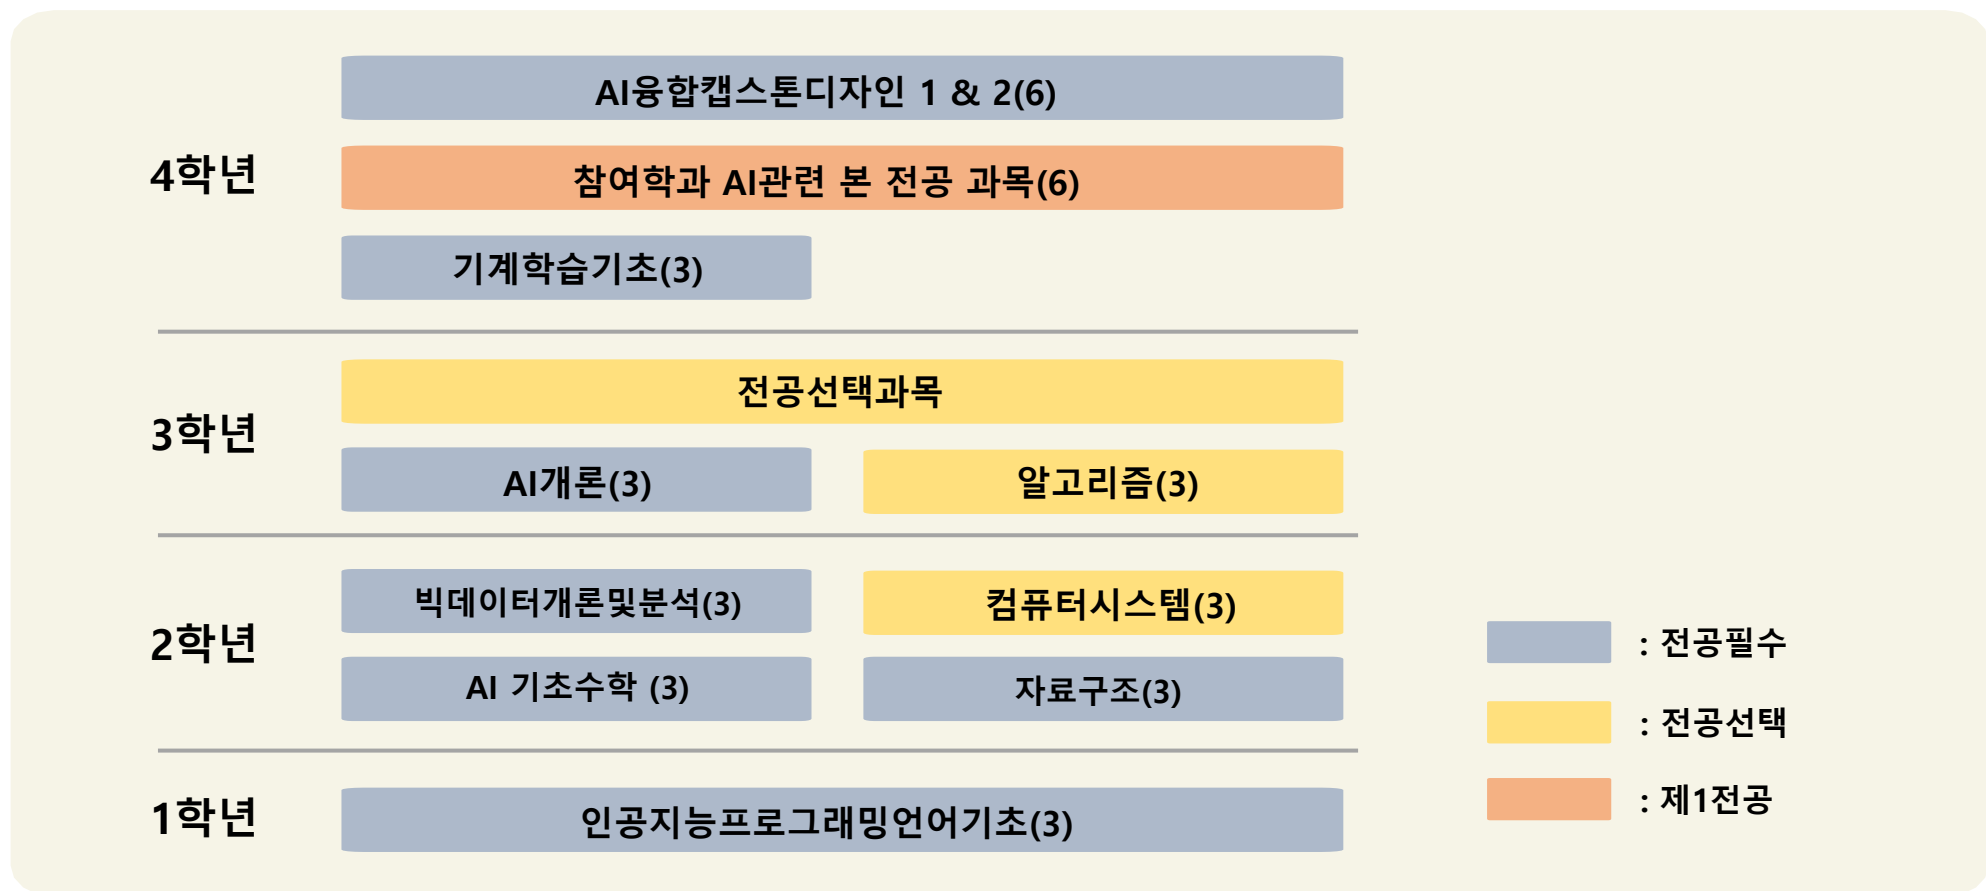 AI융합캡스톤디자인 1 & 2(6)
4학년
참여학과 AI관련 본 전공 과목(6)
기계학습기초(3)
전공선택과목
3학년
AI개론(3)
알고리즘(3)
빅데이터개론및분석(3)
컴퓨터시스템(3)
2학년
AI 기초수학 (3)
자료구조(3)
1학년
인공지능프로그래밍언어기초(3)
: 전공필수
: 전공선택
: 제1전공